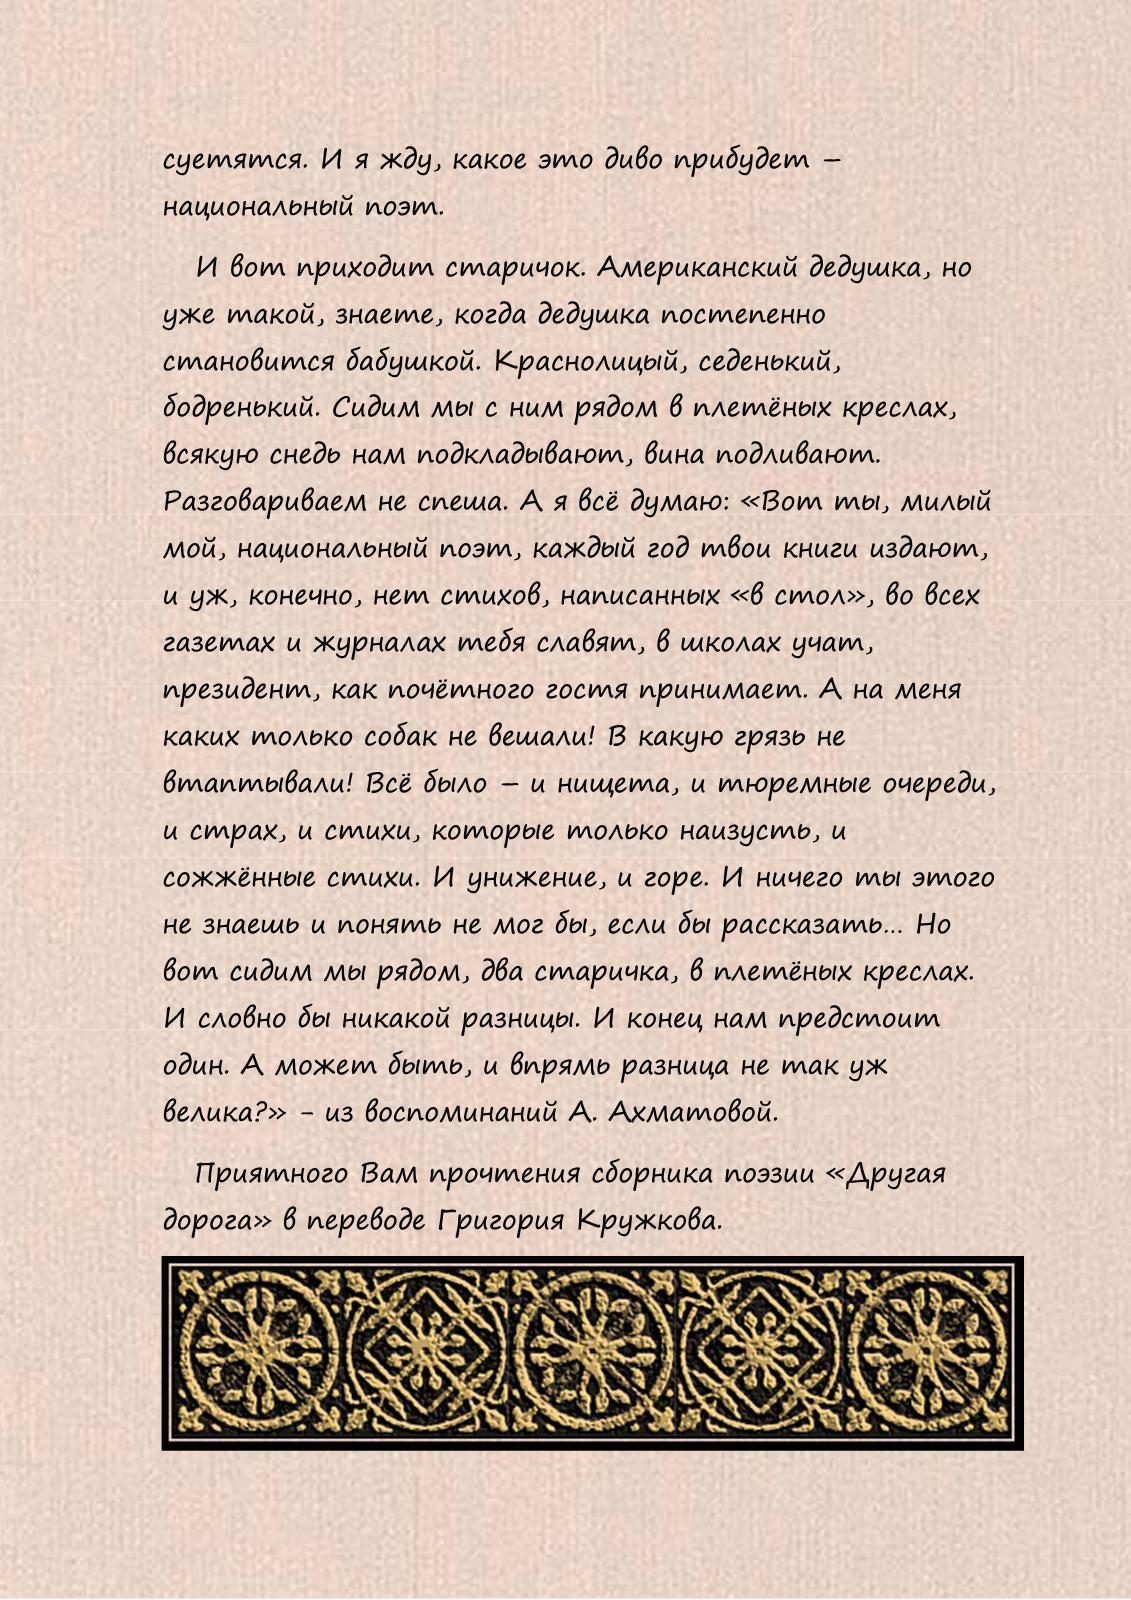 суетятся. И я жду, какое это диво прибудет –
национальный поэт.
И вот приходит старичок. Американский дедушка, но
уже такой, знаете, когда дедушка постепенно
становится бабушкой. Краснолицый, седенький,
бодренький. Сидим мы с ним рядом в плетёных креслах,
всякую снедь нам подкладывают, вина подливают.
Разговариваем не спеша. А я всё думаю: «Вот ты, милый
мой, национальный поэт, каждый год твои книги издают,
и уж, конечно, нет стихов, написанных «в стол», во всех
газетах и журналах тебя славят, в школах учат,
президент, как почётного гостя принимает. А на меня
каких только собак не вешали! В какую грязь не
втаптывали! Всё было – и нищета, и тюремные очереди,
и страх, и стихи, которые только наизусть, и
сожжённые стихи. И унижение, и горе. И ничего ты этого
не знаешь и понять не мог бы, если бы рассказать... Но
вот сидим мы рядом, два старичка, в плетёных креслах.
И словно бы никакой разницы. И конец нам предстоит
один. А может быть, и впрямь разница не так уж
велика?» - из воспоминаний А. Ахматовой.
Приятного Вам прочтения сборника поэзии «Другая
дорога» в переводе Григория Кружкова.